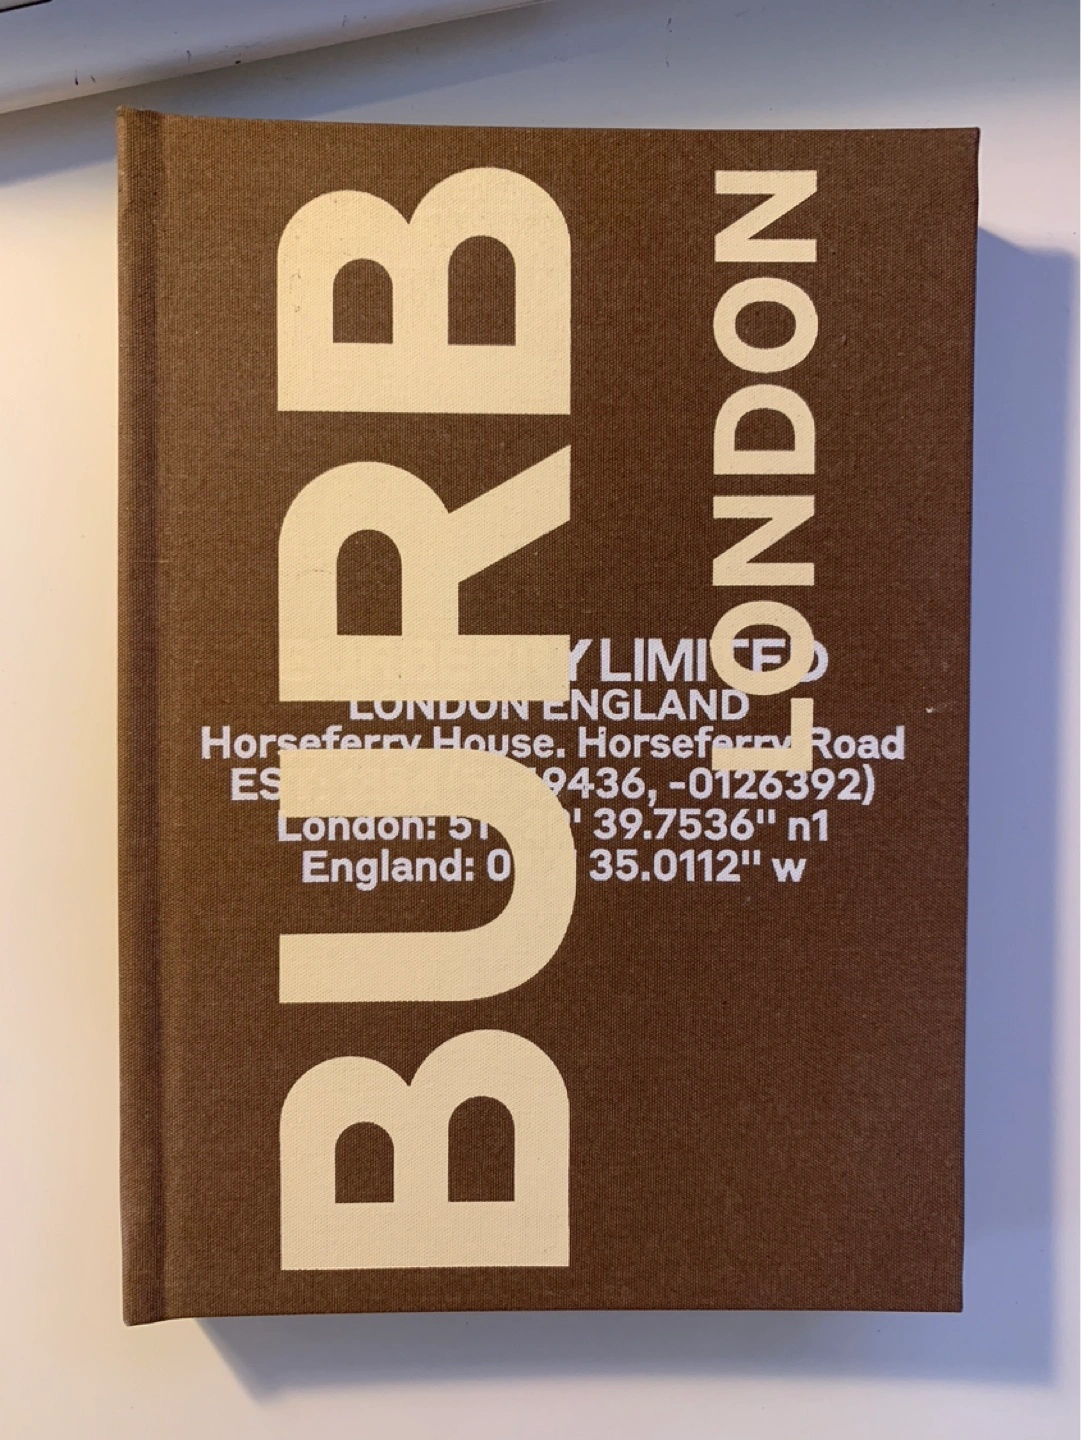 BURB
LONDON
LIMITED
LONDON ENGLAND
Horseferry House. Horseferry Road
9436, -0126392)
London: 51 39.7536" n1
England: 0 35.0112" w